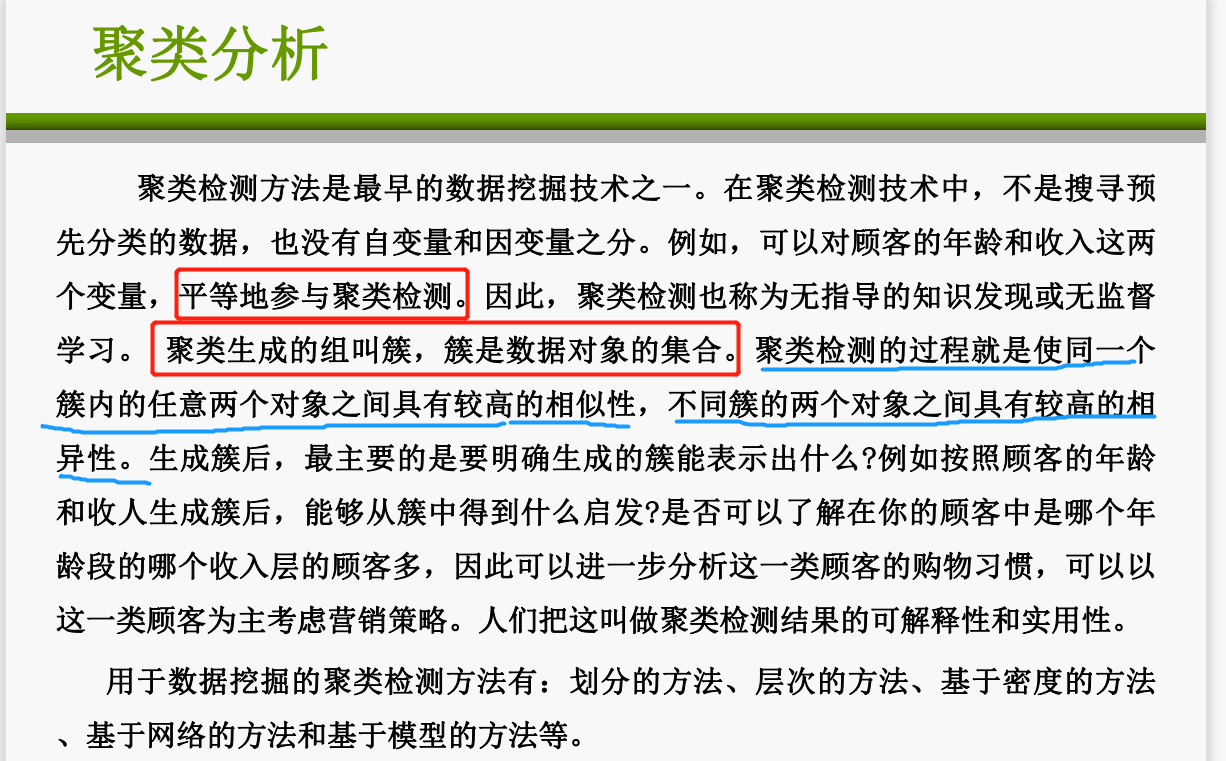 聚类分析
聚类检测方法是最早的数据挖掘技术之一。在聚类检测技术中，不是搜寻预
先分类的数据，也没有自变量和因变量之分。例如，可以对顾客的年龄和收入这两
个变量，平等地参与聚类检测。因此，聚类检测也称为无指导的知识发现或无监督
学习。 聚类生成的组叫簇，簇是数据对象的集合。聚类检测的过程就是使同一个
簇内的任意两个对象之间具有较高的相似性，不同簇的两个对象之间具有较高的相
异性。生成簇后，最主要的是要明确生成的簇能表示出什么?例如按照顾客的年龄
和收人生成簇后，能够从簇中得到什么启发?是否可以了解在你的顾客中是哪个年
龄段的哪个收入层的顾客多，因此可以进一步分析这一类顾客的购物习惯，可以以
这一类顾客为主考虑营销策略。人们把这叫做聚类检测结果的可解释性和实用性。
用于数据挖掘的聚类检测方法有：划分的方法、层次的方法、基于密度的方法
、基于网络的方法和基于模型的方法等。